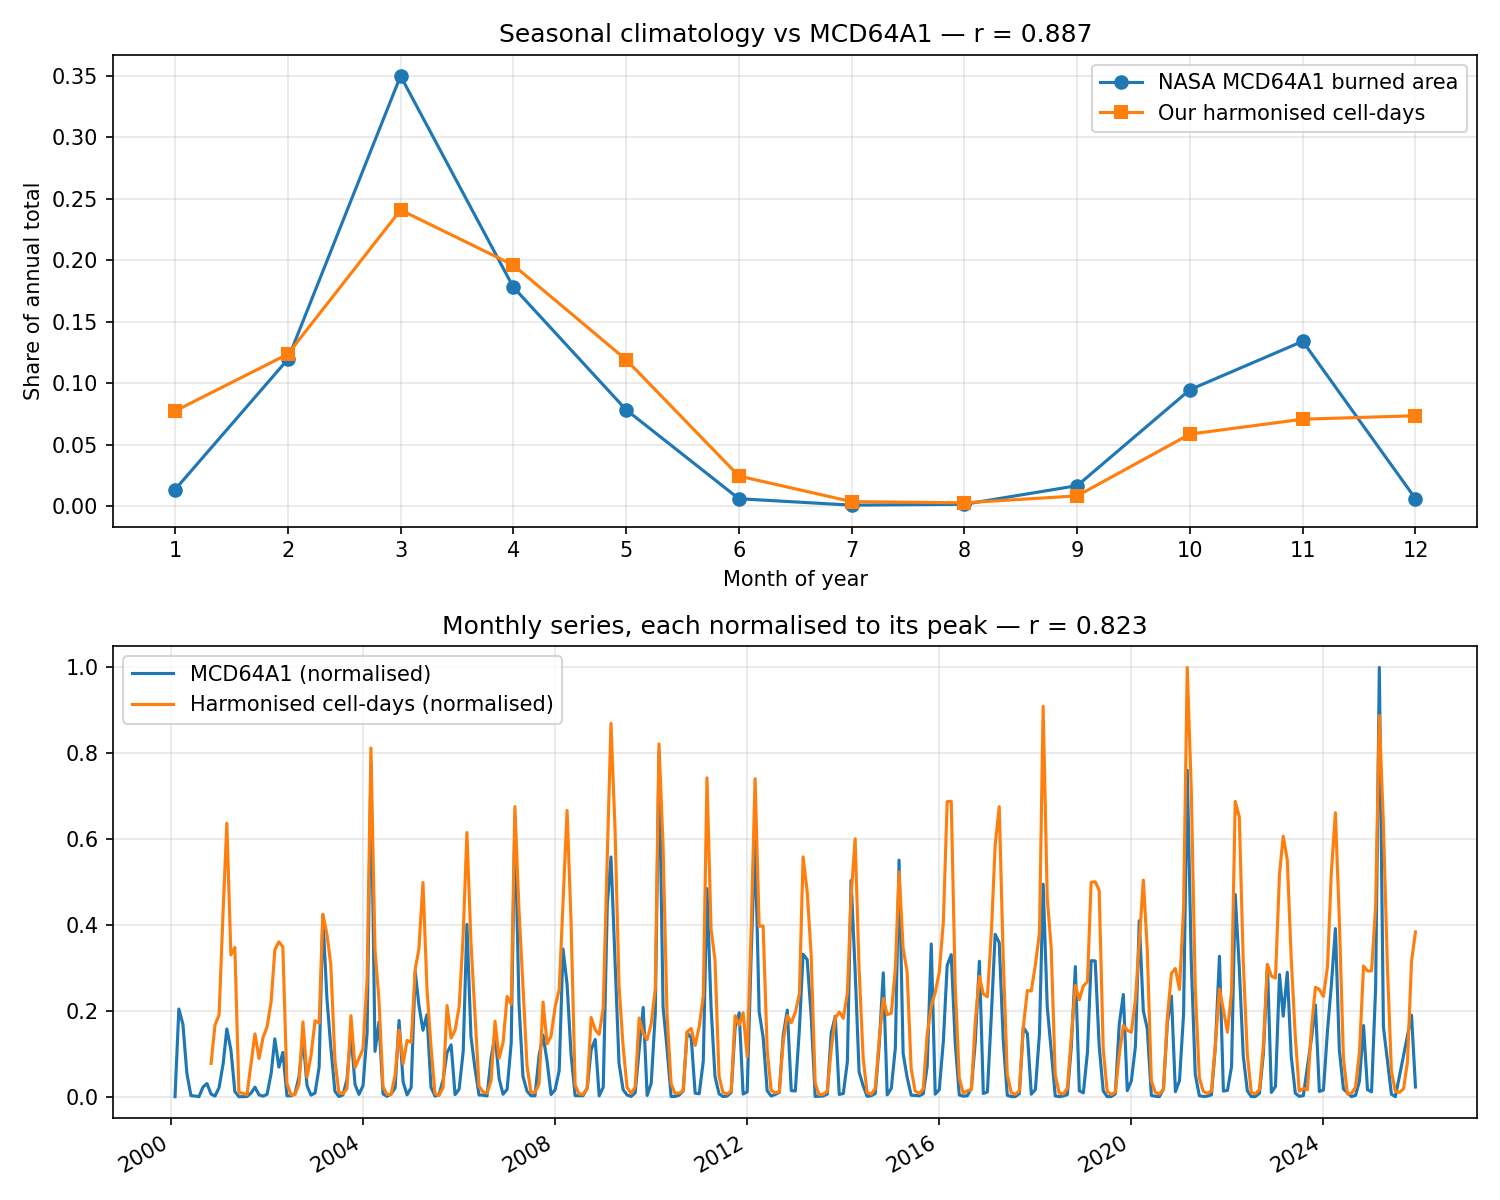 Seasonal climatology vs MCD64A1 — r = 0.887
NASA MCD64A1 burned area
Our harmonised cell-days
Share of annual total
0.35
0.30
0.25
0.20
0.15
0.10
0.05
0.00
1 2 3 4 5 6 7 8 9 10 11 12
Month of year
Monthly series, each normalised to its peak — r = 0.823
MCD64A1 (normalised)
Harmonised cell-days (normalised)
1.0
0.8
0.6
0.4
0.2
0.0
2000 2004 2008 2012 2016 2020 2024